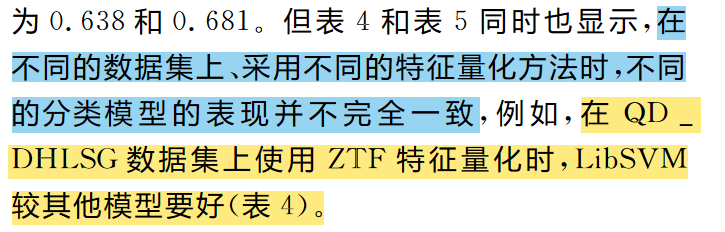 为 0.638 和 0.681。但表 4 和表 5 同时也显示,在
不同的数据集上、采用不同的特征量化方法时,不同
的分类模型的表现并不完全一致,例如,在 QD _
DHLSG 数据集上使用 ZTF 特征量化时,LibSVM
较其他模型要好(表 4)。